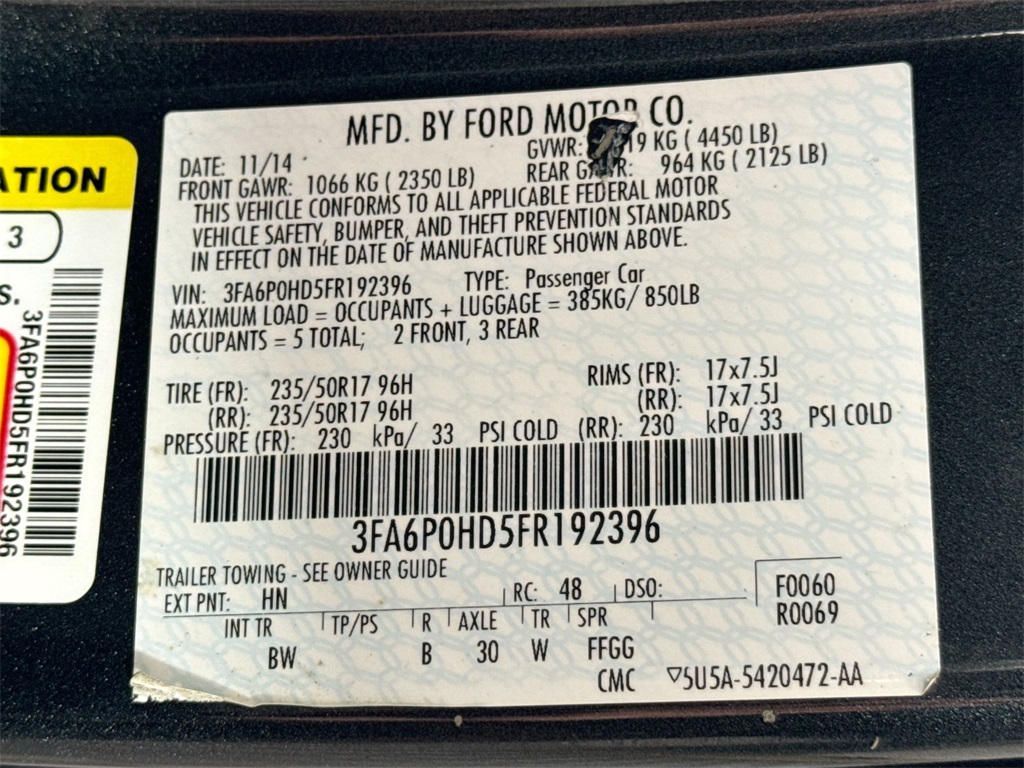 MFD. BY FORD MOTOR CO.
DATE: 11/14 GVWR: 19 KG ( 4450 LB)
FRONT GAWR: 1066 KG ( 2350 LB) REAR GAWR: 964 KG ( 2125 LB)
THIS VEHICLE CONFORMS TO ALL APPLICABLE FEDERAL MOTOR
VEHICLE SAFETY, BUMPER, AND THEFT PREVENTION STANDARDS
IN EFFECT ON THE DATE OF MANUFACTURE SHOWN ABOVE.
VIN: 3FA6P0HD5FR192396 TYPE: Passenger Car
MAXIMUM LOAD = OCCUPANTS + LUGGAGE = 385KG/ 850LB
OCCUPANTS = 5 TOTAL; 2 FRONT, 3 REAR
TIRE (FR): 235/50R17 96H RIMS (FR): 17x7.5J
(RR): 235/50R17 96H (RR): 17x7.5J
PRESSURE (FR): 230 kPa/ 33 PSI COLD (RR): 230 kPa/ 33 PSI COLD
3FA6P0HD5FR192396
TRAILER TOWING - SEE OWNER GUIDE
EXT PNT: HN RC: 48 DSO: F0060
R0069
INT TR TP/PS R AXLE TR SPR
BW B 30 W FFGG
CMC ▽5U5A-5420472-AA
ATION
3
S.
3FA6P0HD5FR192396